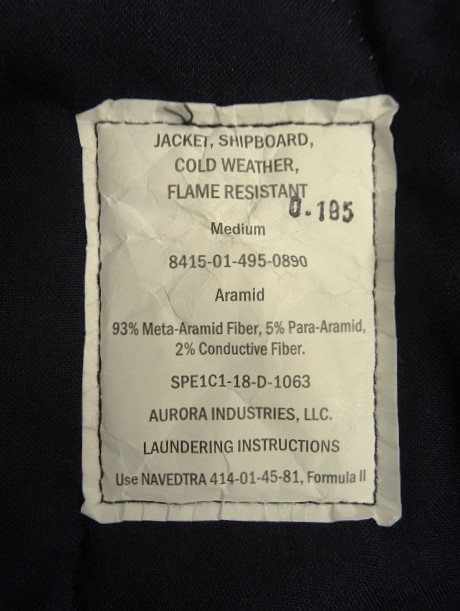 JACKET, SHIPBOARD,
COLD WEATHER,
FLAME RESISTANT
0.195
Medium
8415-01-495-0890
Aramid
93% Meta-Aramid Fiber, 5% Para-Aramid,
2% Conductive Fiber.
SPE1C1-18-D-1063
AURORA INDUSTRIES, LLC.
LAUNDERING INSTRUCTIONS
Use NAVEDTRA 414-01-45-81, Formula II